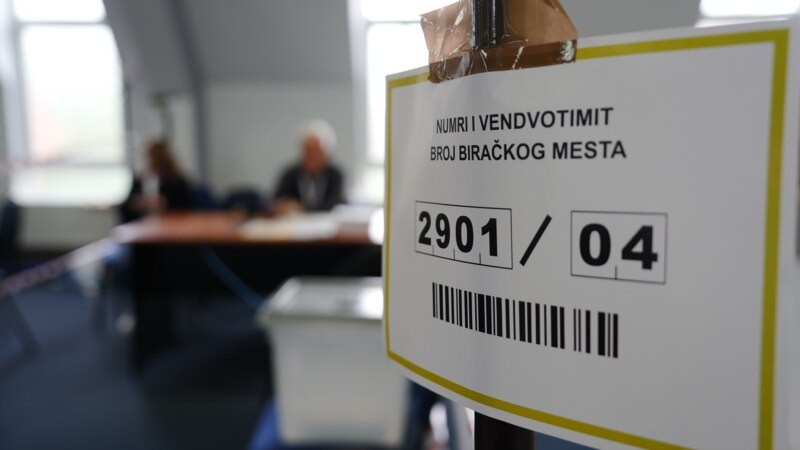 NUMRI I VENDVOTIMIT
BROJ BIRAČKOG MESTA
2901 / 04